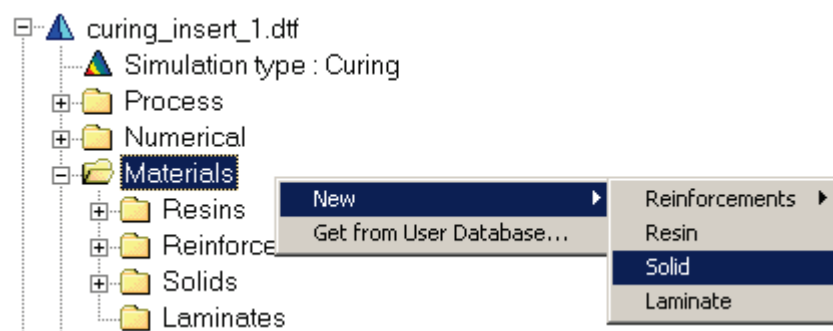 curing_insert_1.dtf
Simulation type : Curing
Process
Numerical
Materials
New
Reinforcements
Resins
Get from User Database...
Resin
Reinforce
Solid
Solids
Laminate
Laminates